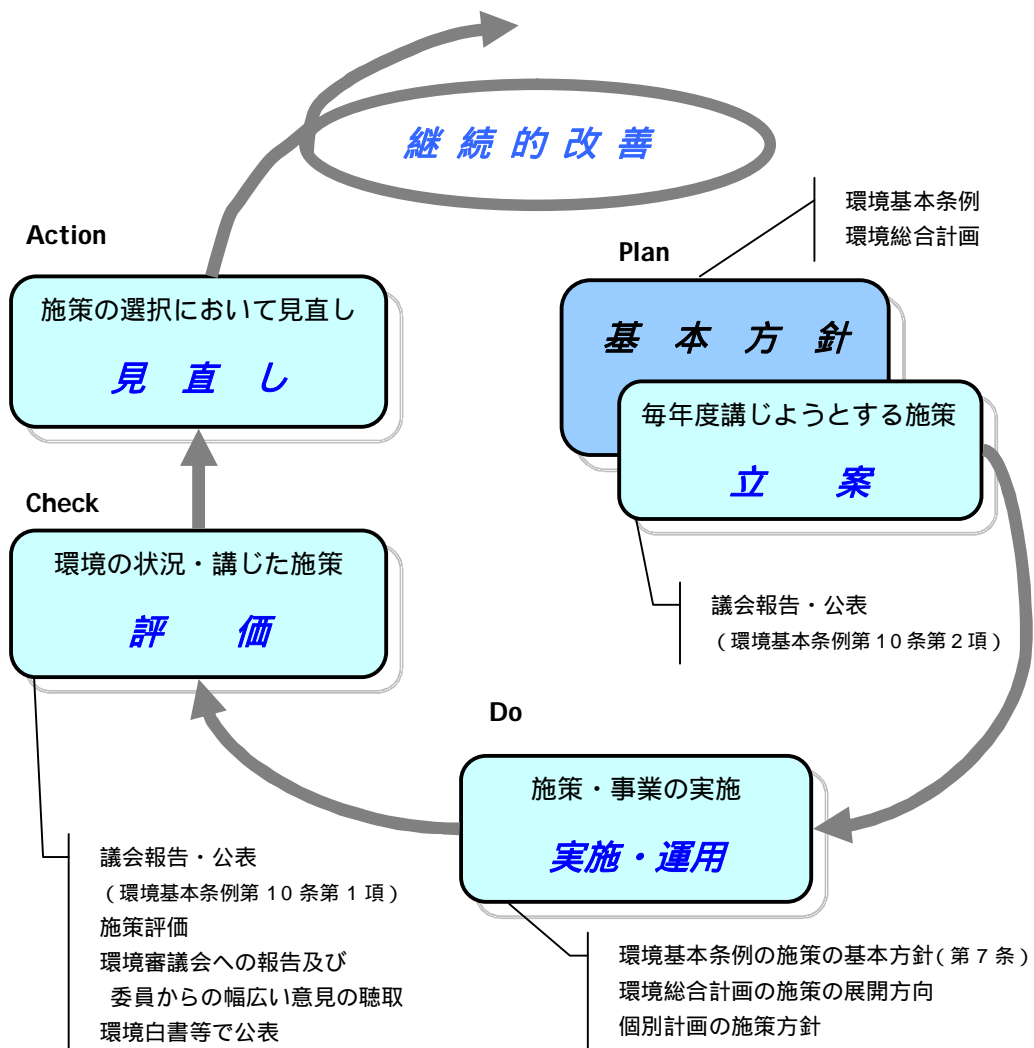 継続的改善
環境基本条例
環境総合計画
Action
Plan
施策の選択において見直し
見直し
基本方針
毎年度講じようとする施策
立案
Check
環境の状況・講じた施策
評価
議会報告・公表
（環境基本条例第10条第2項）
Do
施策・事業の実施
実施・運用
議会報告・公表
（環境基本条例第10条第1項）
施策評価
環境審議会への報告及び
委員からの幅広い意見の聴取
環境白書等で公表
環境基本条例の施策の基本方針(第7条)
環境総合計画の施策の展開方向
個別計画の施策方針